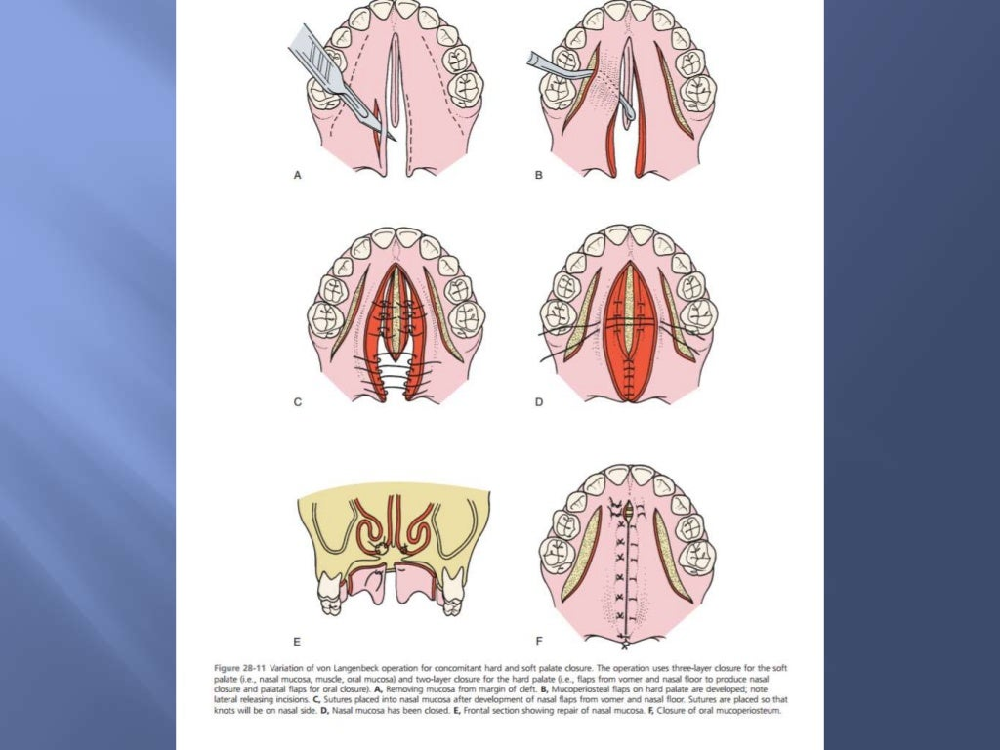 A
B
C
D
E
F
Figure 28-11 Variation of von Langenbeck operation for concomitant hard and soft palate closure. The operation uses three-layer closure for the soft
palate (i.e., nasal mucosa, muscle, oral mucosa) and two-layer closure for the hard palate (i.e., flaps from vomer and nasal floor to produce nasal
closure and palatal flaps for oral closure). A, Removing mucosa from margin of cleft. B, Mucoperiosteal flaps on hard palate are developed; note
lateral releasing incisions. C, Sutures placed into nasal mucosa after development of nasal flaps from vomer and nasal floor. Sutures are placed so that
knots will be on nasal side. D, Nasal mucosa has been closed. E, Frontal section showing repair of nasal mucosa. F, Closure of oral mucoperiosteum.